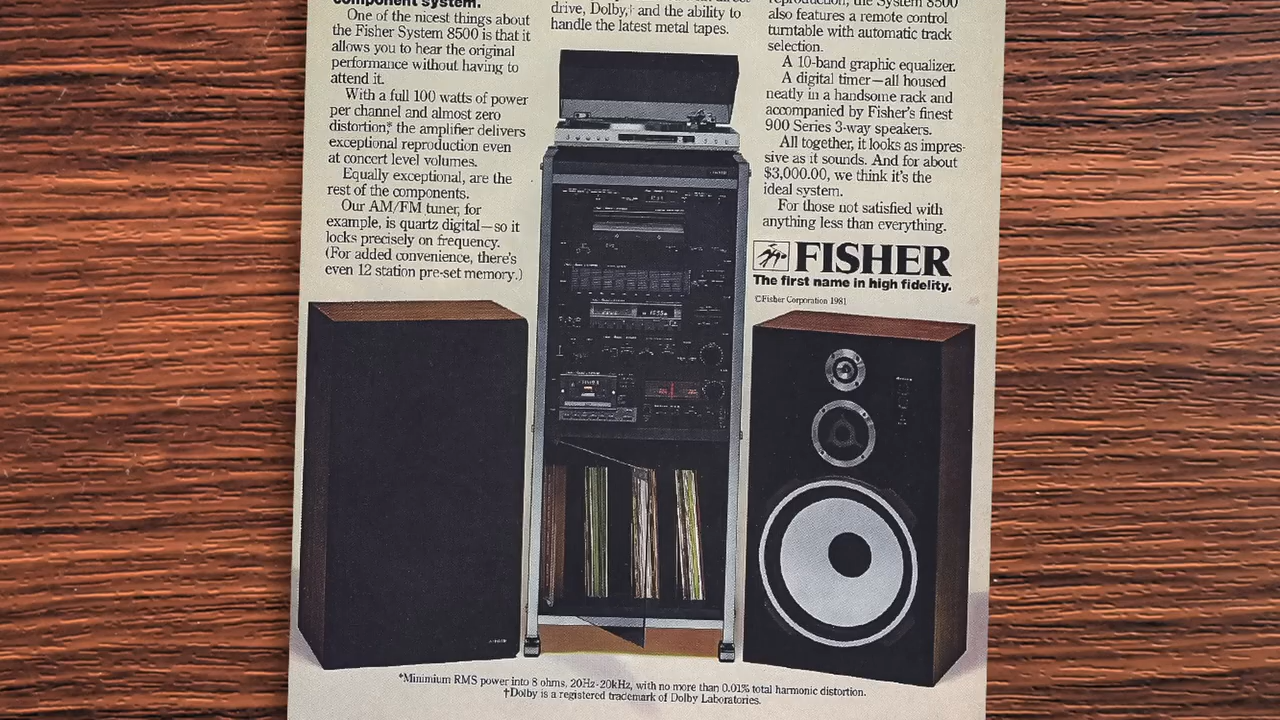 component system.
One of the nicest things about
the Fisher System 8500 is that it
allows you to hear the original
performance without having to
attend it.
With a full 100 watts of power
per channel and almost zero
distortion,* the amplifier delivers
exceptional reproduction even
at concert level volumes.
Equally exceptional, are the
rest of the components.
Our AM/FM tuner, for
example, is quartz digital—so it
locks precisely on frequency.
(For added convenience, there's
even 12 station pre-set memory.)
drive, Dolby,† and the ability to
handle the latest metal tapes.
reproduction, the System 8500
also features a remote control
turntable with automatic track
selection.
A 10-band graphic equalizer.
A digital timer—all housed
neatly in a handsome rack and
accompanied by Fisher's finest
900 Series 3-way speakers.
All together, it looks as impres-
sive as it sounds. And for about
$3,000.00, we think it's the
ideal system.
For those not satisfied with
anything less than everything.
FISHER
The first name in high fidelity.
©Fisher Corporation 1981
*Minimium RMS power into 8 ohms, 20Hz-20kHz, with no more than 0.01% total harmonic distortion.
†Dolby is a registered trademark of Dolby Laboratories.